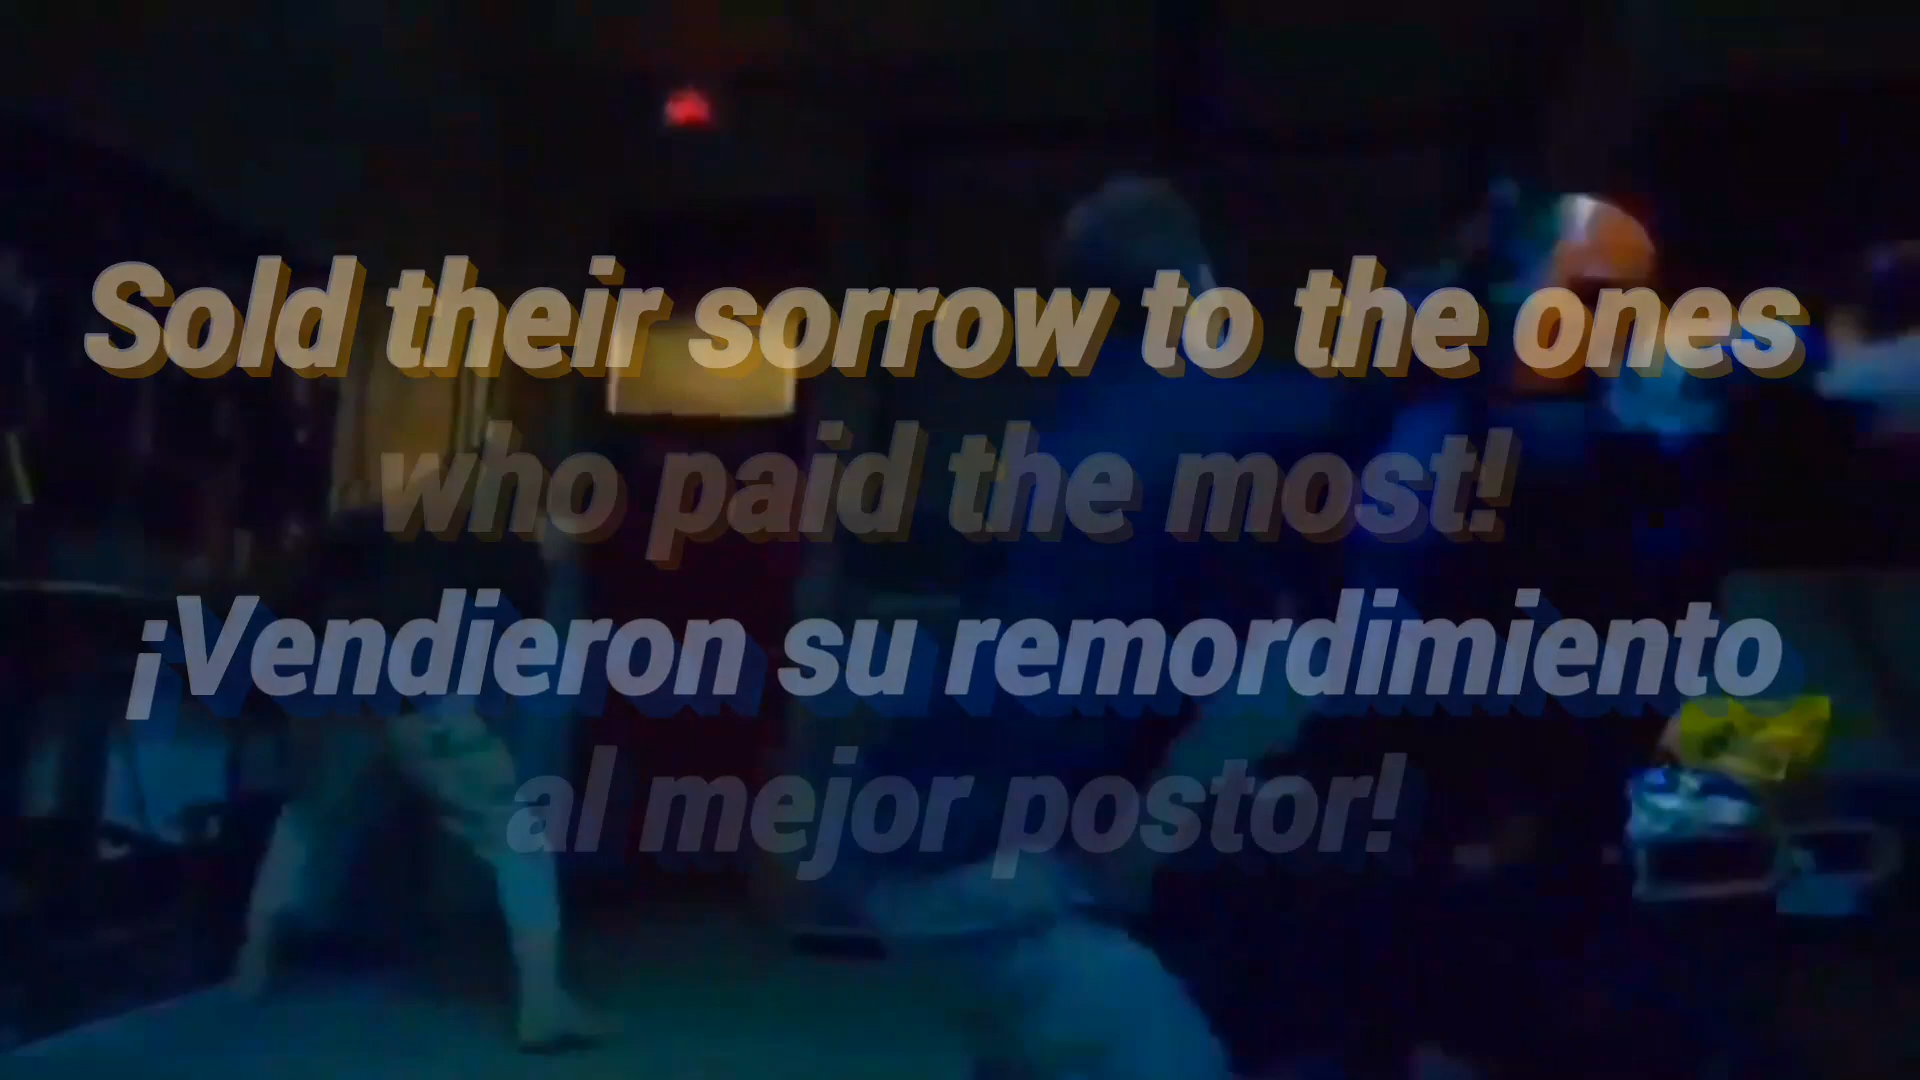 Sold their sorrow to the ones
who paid the most!
¡Vendieron su remordimiento
al mejor postor!